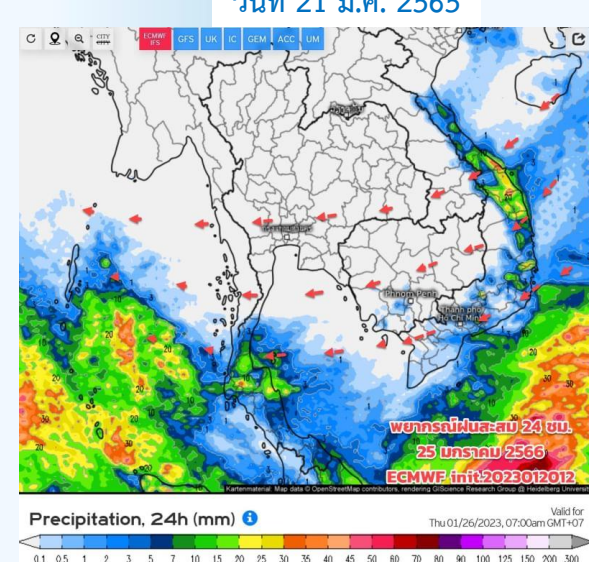 วันที่ 21 ม.ค. 2565
CITY
ECMWF IFS GFS UK IC GEM ACC UM
Phnom Penh
Thành phố
Hồ Chí Minh
พยากรณ์ฝนสะสม 24 ชม.
25 มกราคม 2566
ECMWF init.2023012012
Kartenmaterial: Map data © OpenStreetMap contributors, rendering GIScience Research Group @ Heidelberg University
Precipitation, 24h (mm)
Valid for
Thu 01/26/2023, 07:00am GMT+07
0.1 0.5 1 2 3 5 7 10 15 20 25 30 35 40 45 50 60 70 80 90 100 125 150 200 300